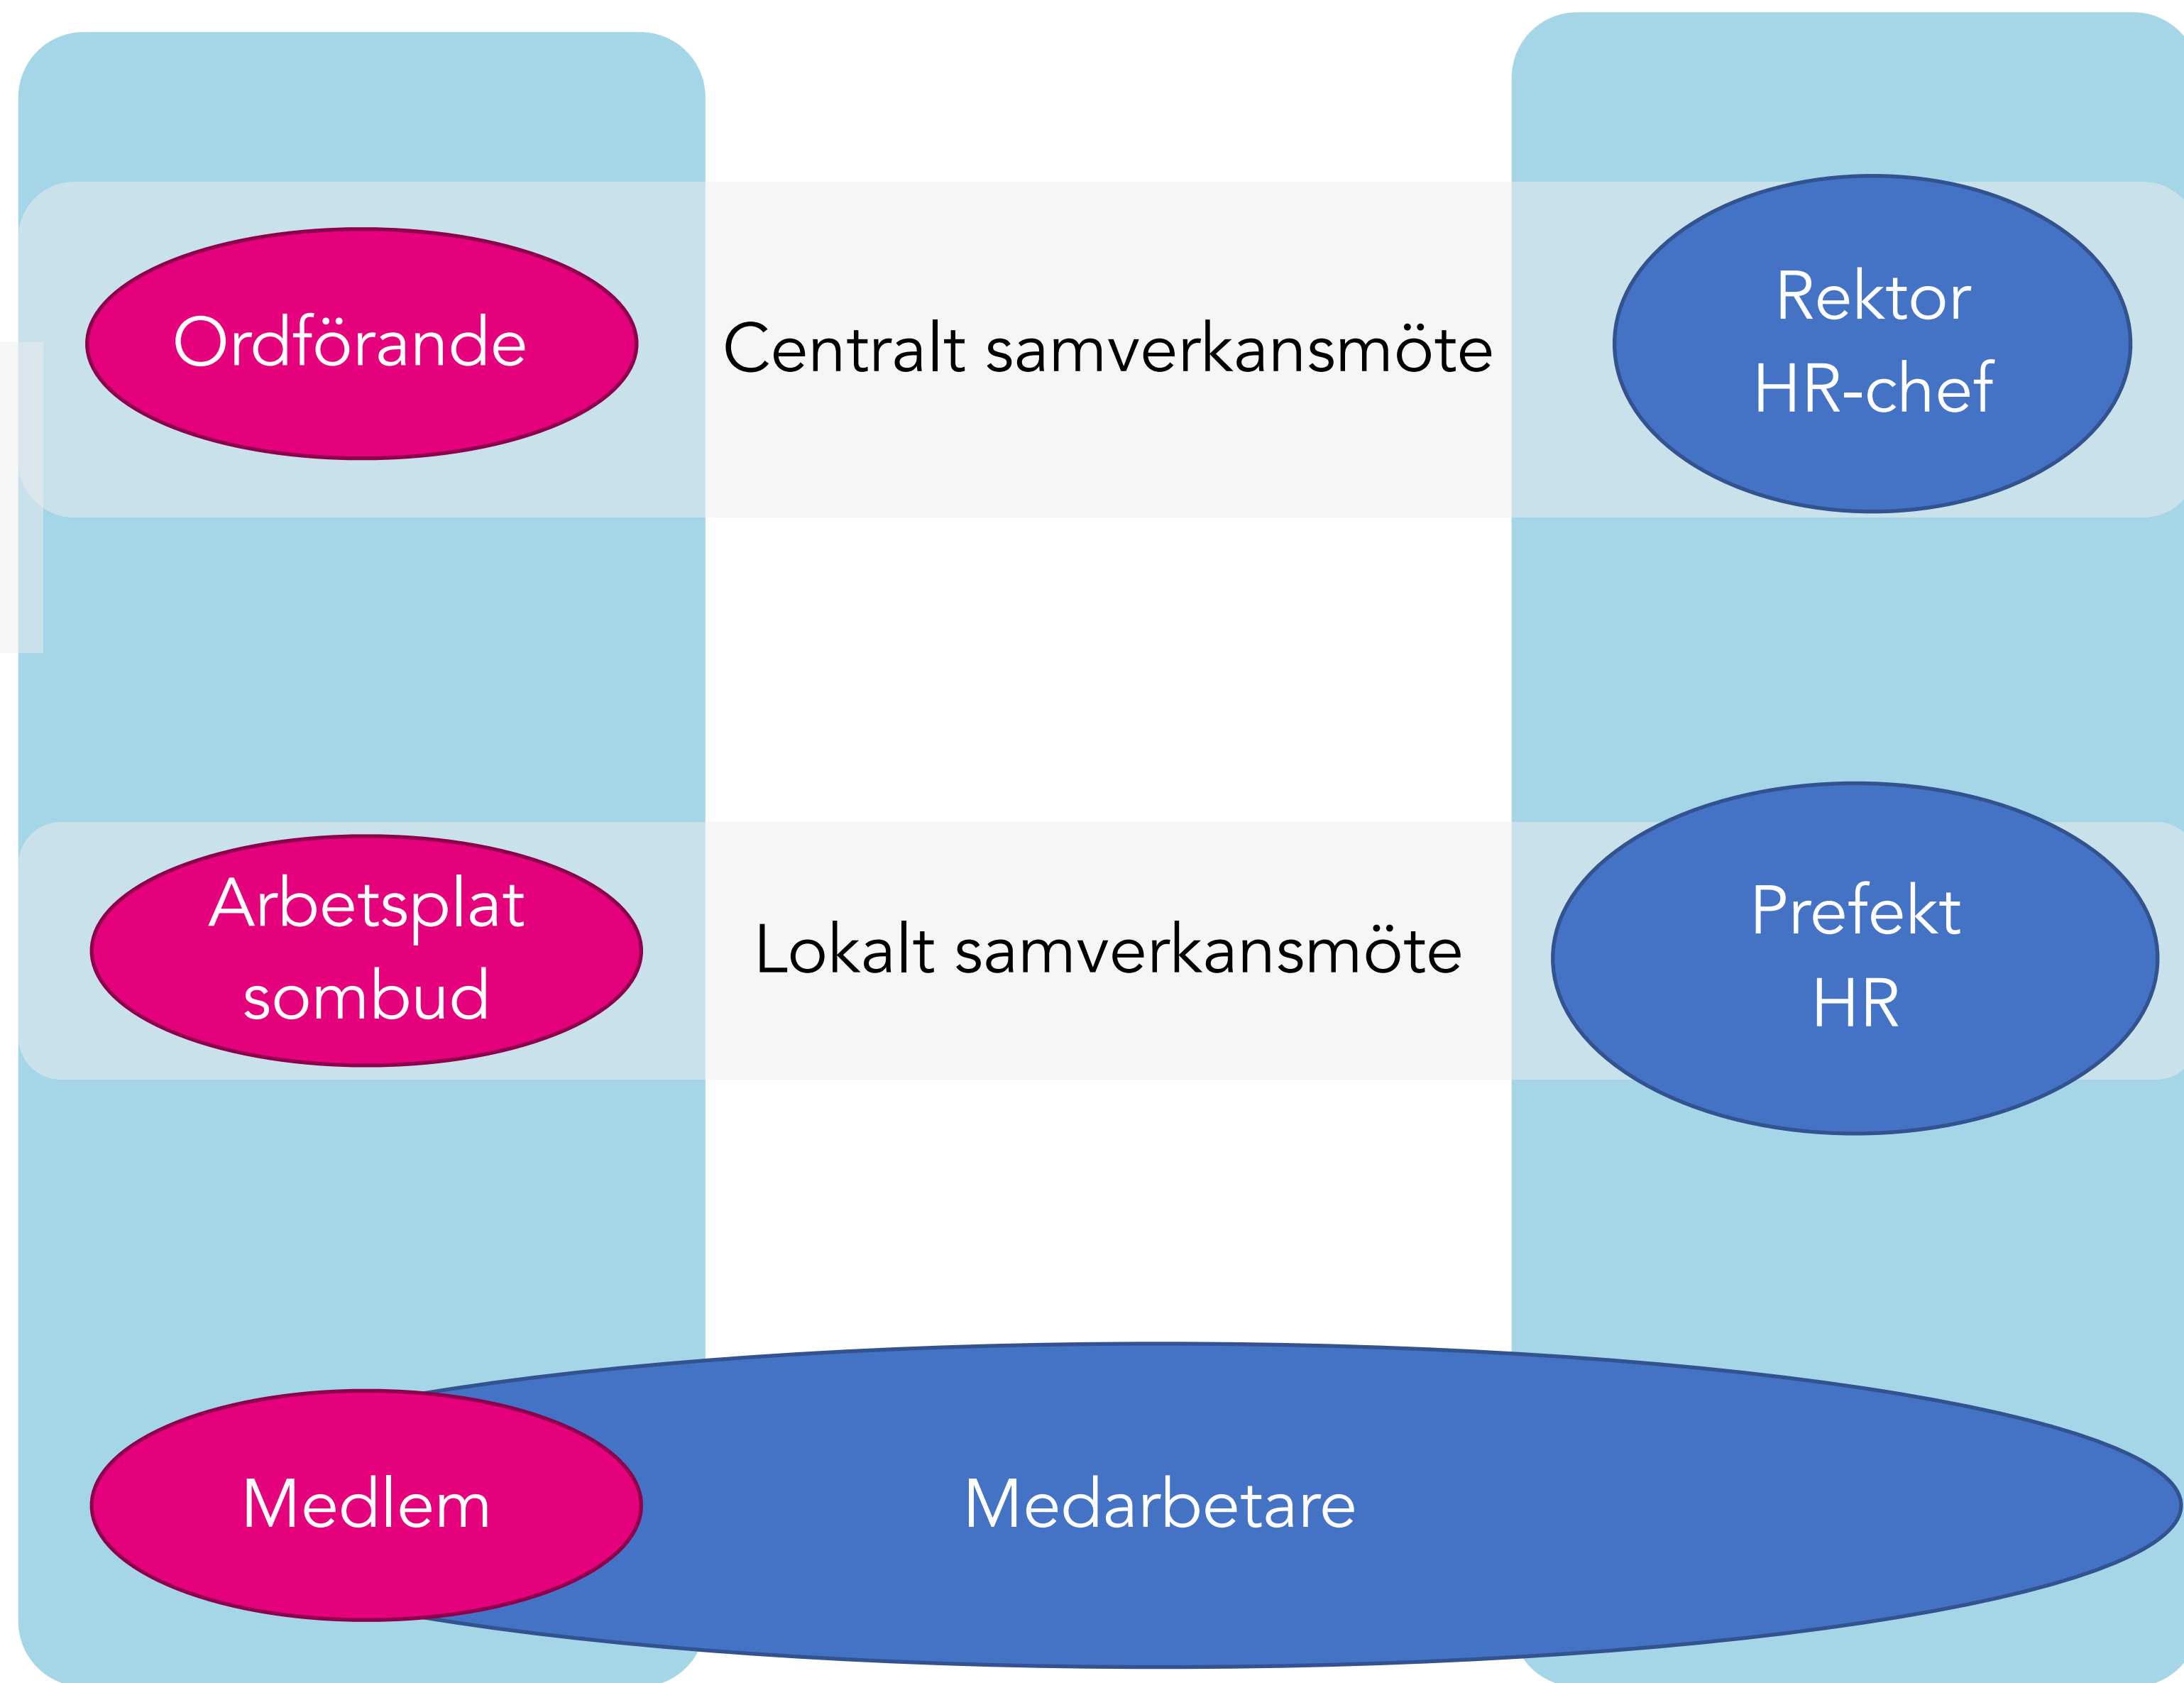 Ordförande
Centralt samverkansmöte
Rektor
HR-chef
Arbetsplat
sombud
Lokalt samverkansmöte
Prefekt
HR
Medlem
Medarbetare